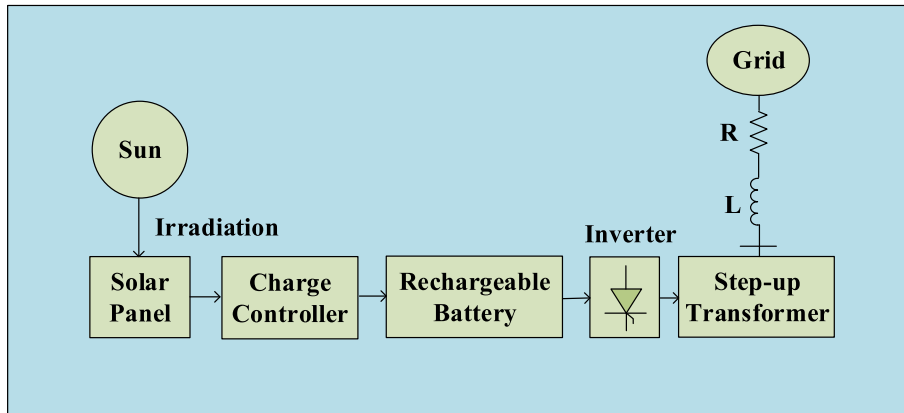 Grid
R
Sun
L
Irradiation
Inverter
Solar
Panel
Charge
Controller
Rechargeable
Battery
Step-up
Transformer